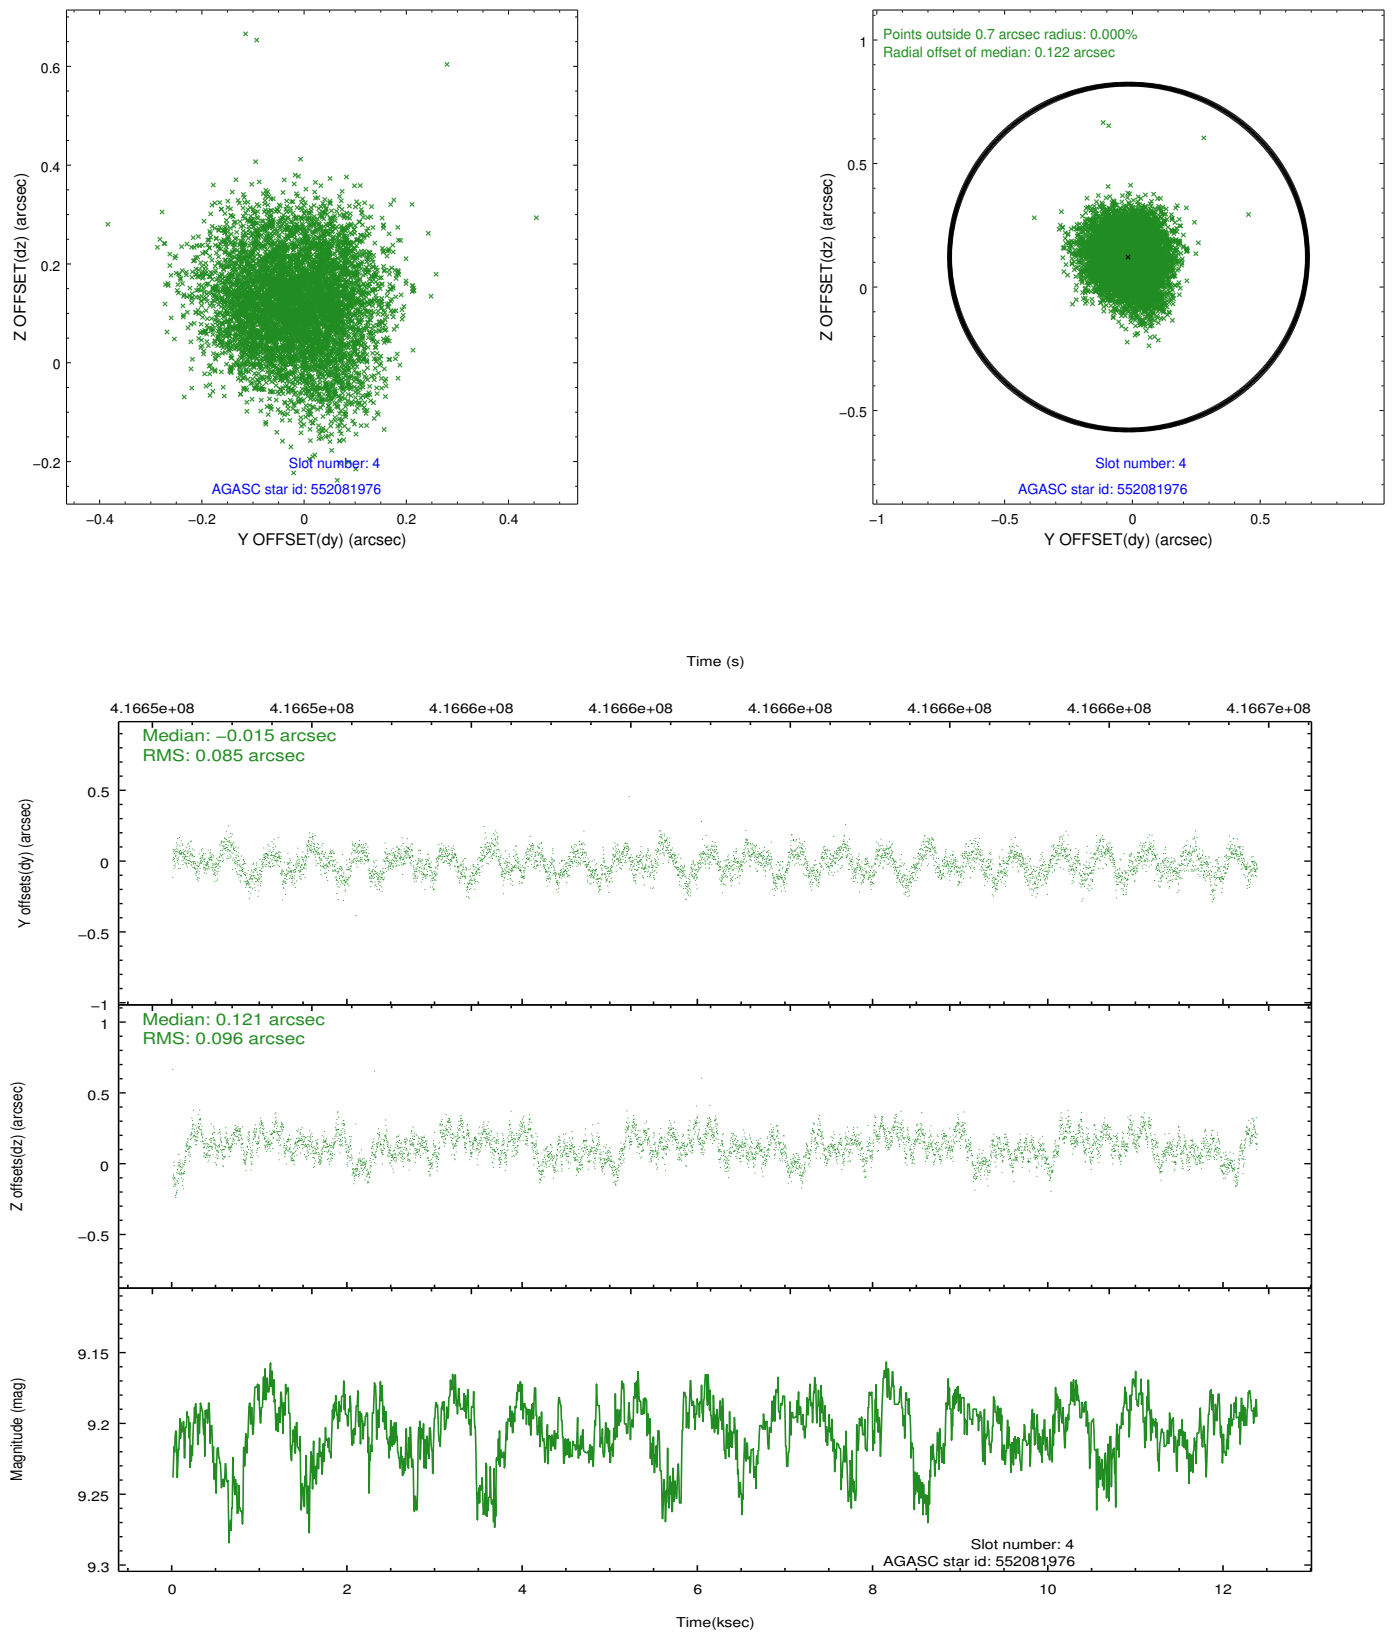 0.6
0.4
0.2
0
−0.2
−0.4
−0.2
0
0.2
0.4
Z OFFSET(dz) (arcsec)
Y OFFSET(dy) (arcsec)
Slot number: 4
AGASC star id: 552081976
Points outside 0.7 arcsec radius: 0.000%
Radial offset of median: 0.122 arcsec
1
0.5
0
−0.5
−1
−0.5
0
0.5
Z OFFSET(dz) (arcsec)
Y OFFSET(dy) (arcsec)
Slot number: 4
AGASC star id: 552081976
Time (s)
4.1665e+08
4.1665e+08
4.1666e+08
4.1666e+08
4.1666e+08
4.1666e+08
4.1666e+08
4.1667e+08
Median: −0.015 arcsec
RMS: 0.085 arcsec
0.5
0
−0.5
−1
Y offsets(dy) (arcsec)
Median: 0.121 arcsec
RMS: 0.096 arcsec
1
0.5
0
−0.5
Z offsets(dz) (arcsec)
9.15
9.2
9.25
9.3
Magnitude (mag)
Slot number: 4
AGASC star id: 552081976
0
2
4
6
8
10
12
Time(ksec)